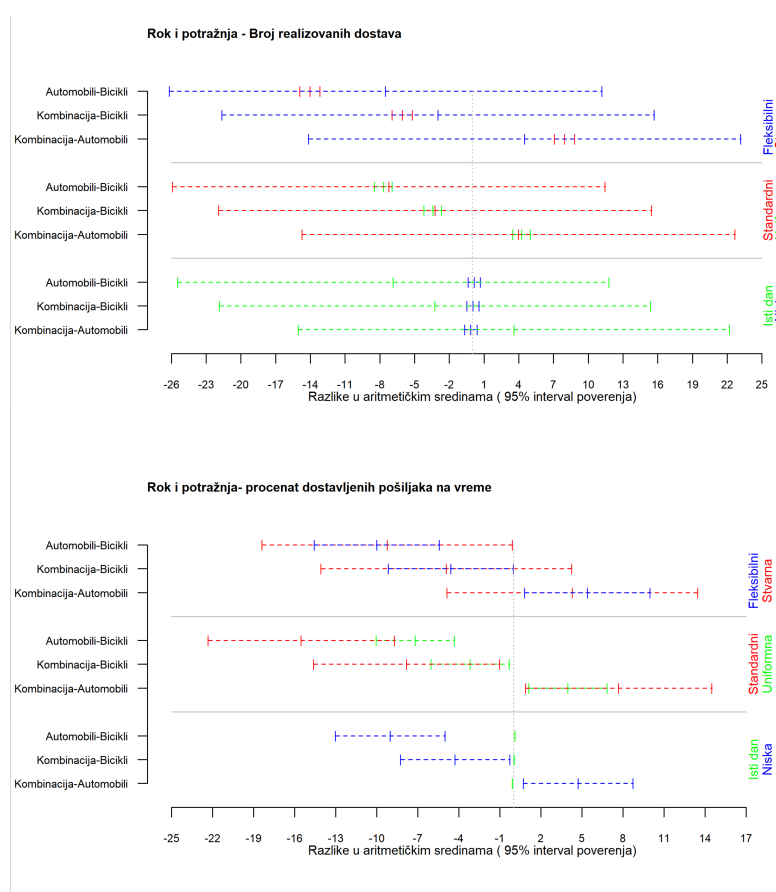 Rok i potražnja - Broj realizovanih dostava
Automobili-Bicikli
Kombinacija-Bicikli
Kombinacija-Automobili
Fleksibilni
Automobili-Bicikli
Kombinacija-Bicikli
Kombinacija-Automobili
Standardni
Automobili-Bicikli
Kombinacija-Bicikli
Kombinacija-Automobili
Isti dan
-26 -23 -20 -17 -14 -11 -8 -5 -2 1 4 7 10 13 16 19 22 25
Razlike u aritmetičkim sredinama ( 95% interval poverenja)
Rok i potražnja- procenat dostavljenih pošiljaka na vreme
Automobili-Bicikli
Kombinacija-Bicikli
Kombinacija-Automobili
Fleksibilni
Stvarna
Automobili-Bicikli
Kombinacija-Bicikli
Kombinacija-Automobili
Standardni
Uniformna
Automobili-Bicikli
Kombinacija-Bicikli
Kombinacija-Automobili
Isti dan
Niska
-25 -22 -19 -16 -13 -10 -7 -4 -1 2 5 8 11 14 17
Razlike u aritmetičkim sredinama ( 95% interval poverenja)